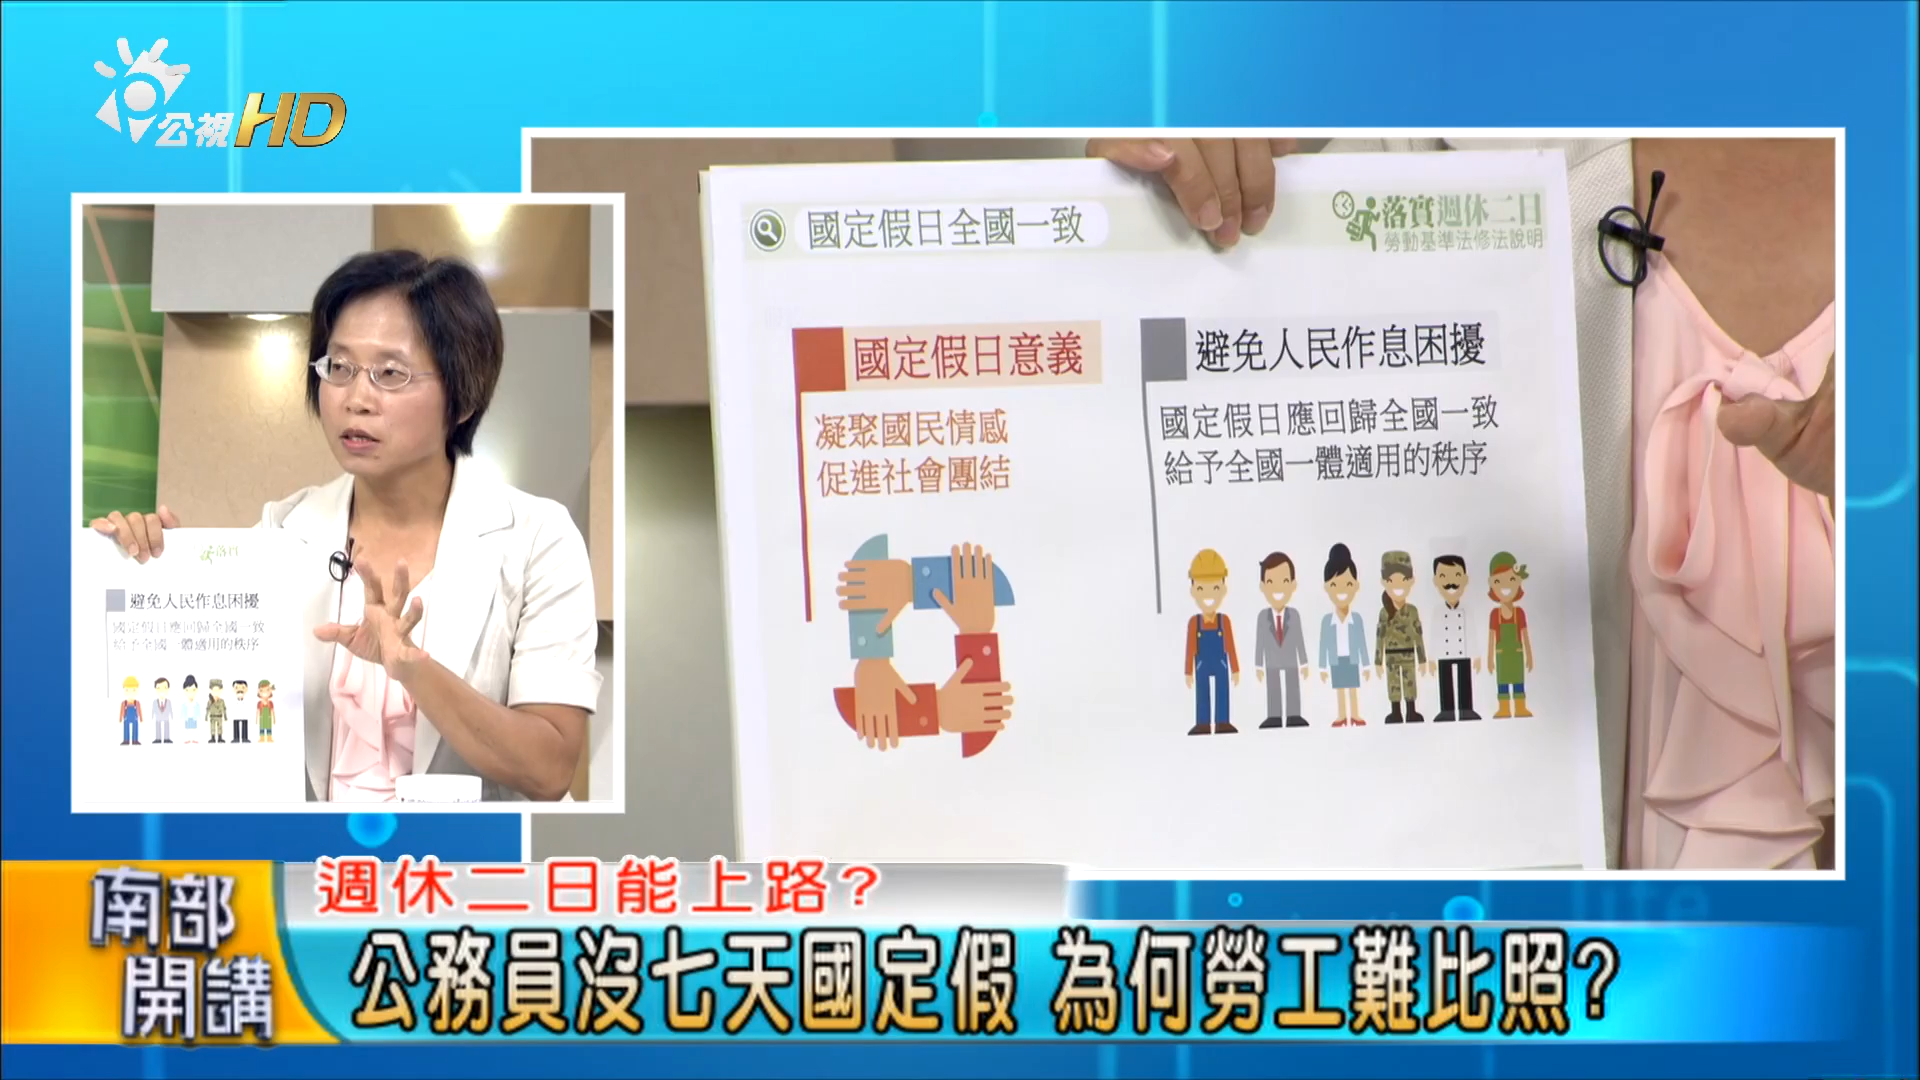 公視HD
國定假日全國一致
落實週休二日
勞動基準法修法說明
國定假日意義
凝聚國民情感
促進社會團結
避免人民作息困擾
國定假日應回歸全國一致
給予全國一體適用的秩序
落實
避免人民作息困擾
國定假日應回歸全國一致
給予全國一體適用的秩序
週休二日能上路?
南部
開講
公務員沒七天國定假 為何勞工難比照?